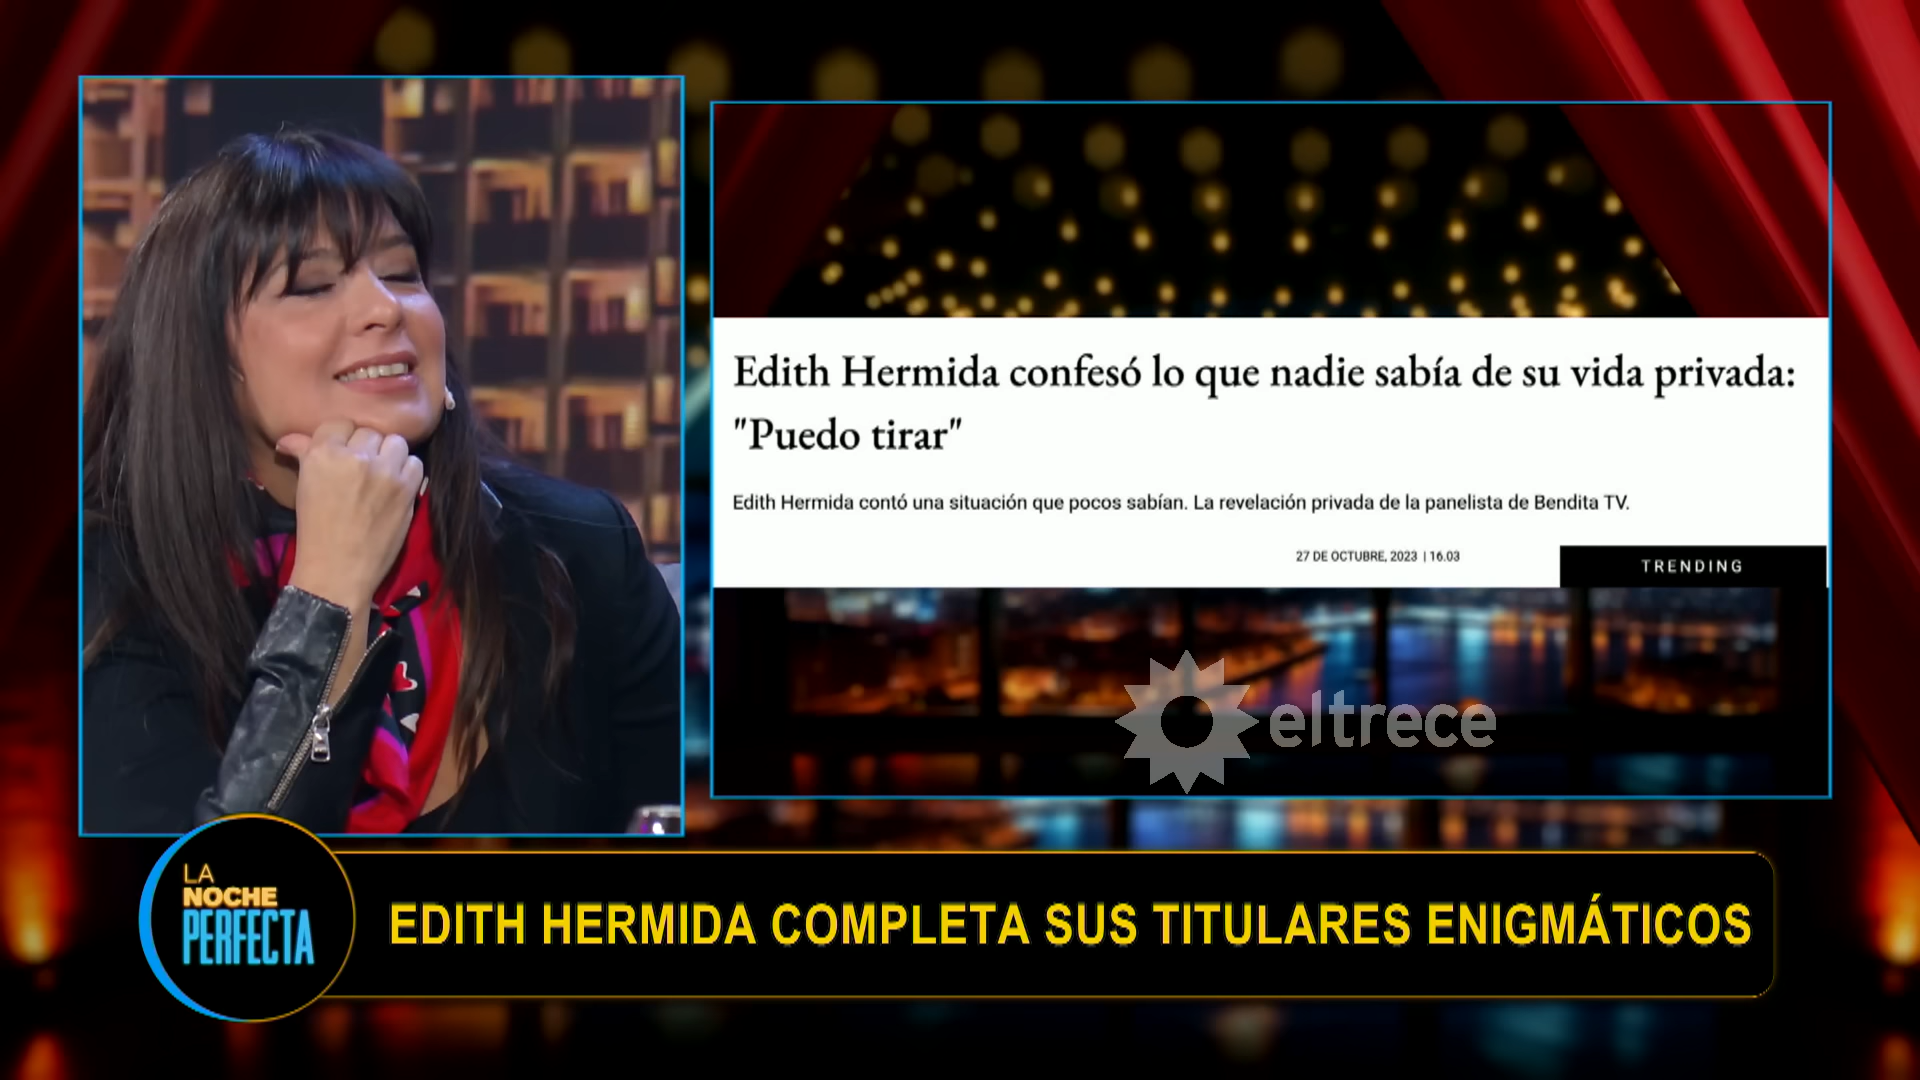 Edith Hermida confesó lo que nadie sabía de su vida privada:
"Puedo tirar"
Edith Hermida contó una situación que pocos sabían. La revelación privada de la panelista de Bendita TV.
27 DE OCTUBRE, 2023 | 16.03
TRENDING
eltrece
LA
NOCHE
PERFECTA
EDITH HERMIDA COMPLETA SUS TITULARES ENIGMÁTICOS